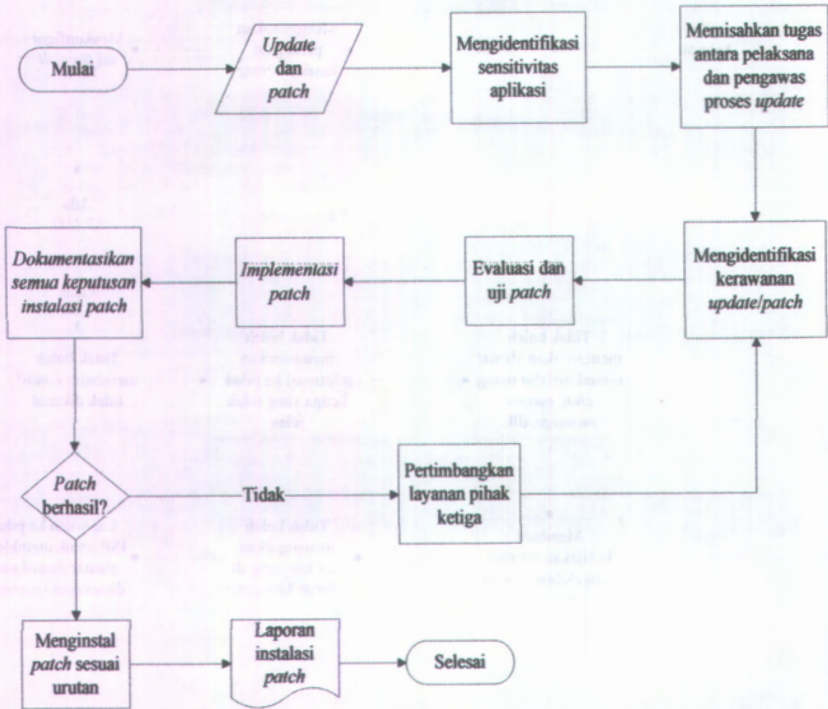 Mulai
Update
dan
patch
Mengidentifikasi
sensitivitas
aplikasi
Memisahkan tugas
antara pelaksana
dan pengawas
proses update
Mengidentifikasi
kerawanan
update/patch
Evaluasi dan
uji patch
Implementasi
patch
Dokumentasikan
semua keputusan
instalasi patch
Patch
berhasil?
Tidak
Pertimbangkan
layanan pihak
ketiga
Menginstal
patch sesuai
urutan
Laporan
instalasi
patch
Selesai